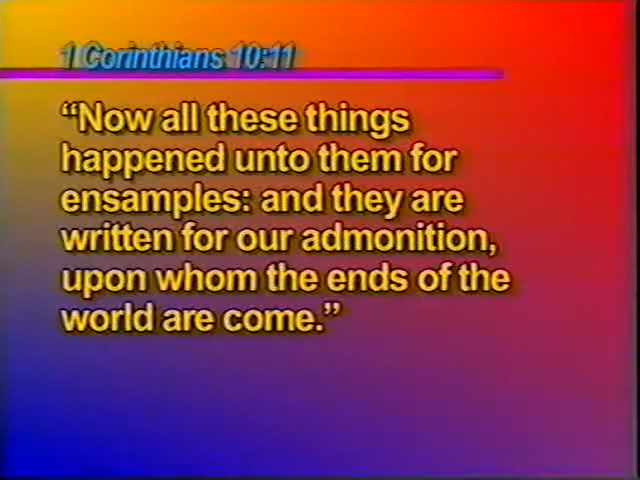 1 Corinthians 10:11
“Now all these things
happened unto them for
ensamples: and they are
written for our admonition,
upon whom the ends of the
world are come.”